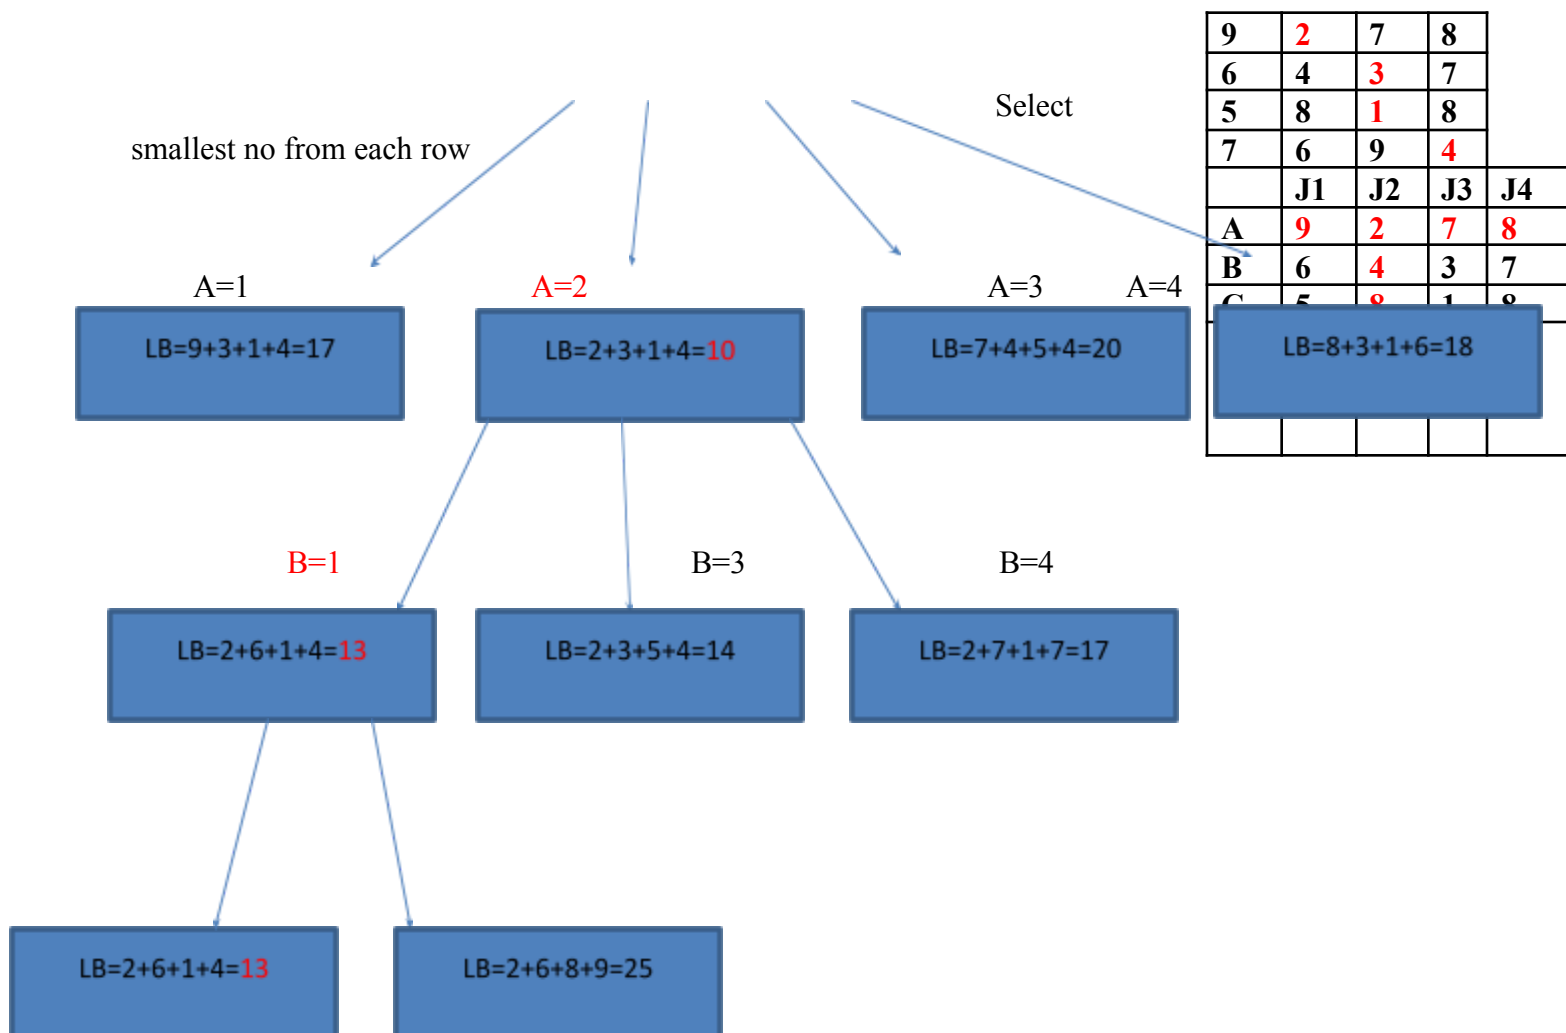 9 2 7 8
6 4 3 7
5 8 1 8
7 6 9 4
Select
smallest no from each row
J1 J2 J3 J4
A 9 2 7 8
B 6 4 3 7
C 5 8 1 8
A=1 A=2 A=3 A=4
LB=9+3+1+4=17
LB=2+3+1+4=10
LB=7+4+5+4=20
LB=8+3+1+6=18
B=1 B=3 B=4
LB=2+6+1+4=13
LB=2+3+5+4=14
LB=2+7+1+7=17
LB=2+6+1+4=13
LB=2+6+8+9=25